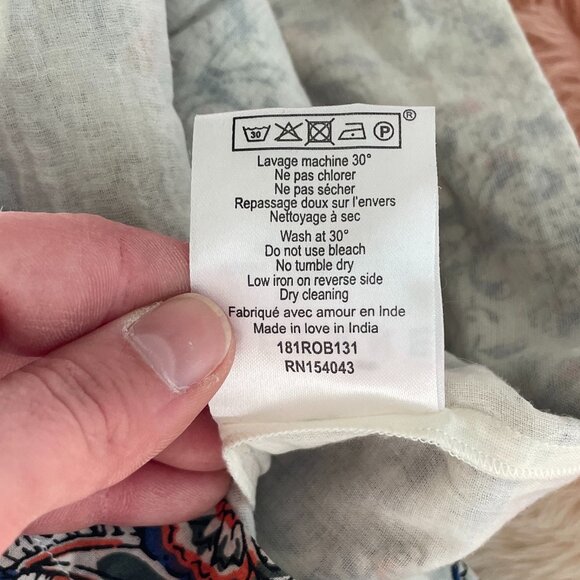 30 P ®
Lavage machine 30°
Ne pas chlorer
Ne pas sécher
Repassage doux sur l'envers
Nettoyage à sec
Wash at 30°
Do not use bleach
No tumble dry
Low iron on reverse side
Dry cleaning
Fabriqué avec amour en Inde
Made in love in India
181ROB131
RN154043